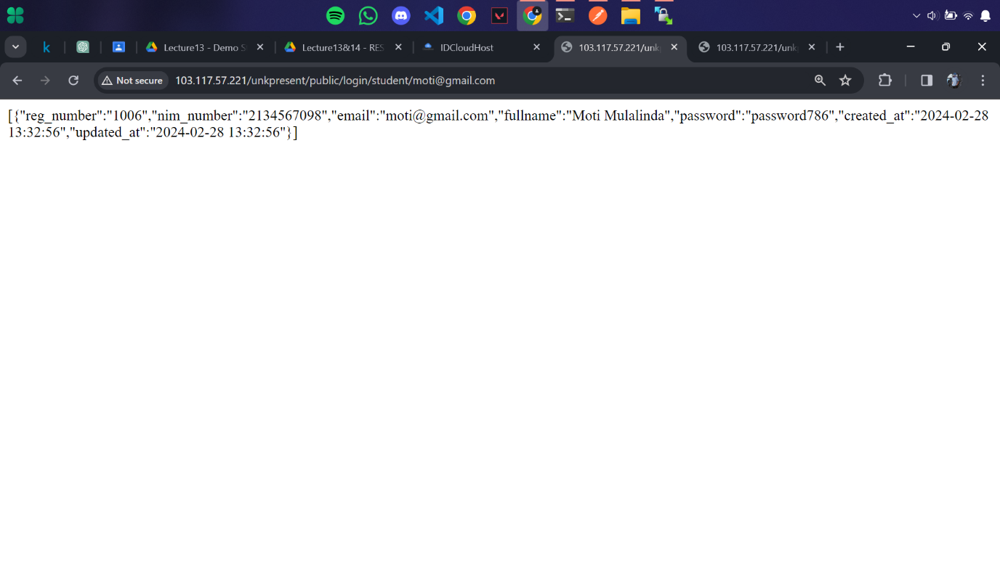 k
Lecture13 - Demo S
Lecture13&14 - RES
IDCloudHost
103.117.57.221/unk
103.117.57.221/unk
Not secure
103.117.57.221/unkpresent/public/login/student/moti@gmail.com
[{"reg_number":"1006","nim_number":"2134567098","email":"moti@gmail.com","fullname":"Moti Mulalinda","password":"password786","created_at":"2024-02-28
13:32:56","updated_at":"2024-02-28 13:32:56"}]